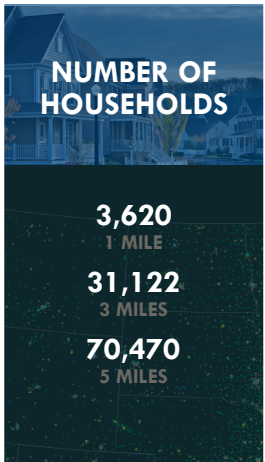 NUMBER OF
HOUSEHOLDS
3,620
1 MILE
31,122
3 MILES
70,470
5 MILES